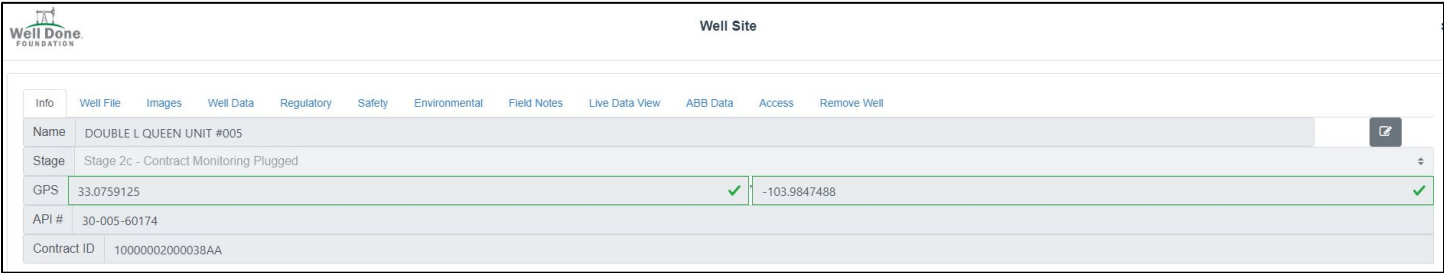 Well Done.
FOUNDATION
Well Site
Info Well File Images Well Data Regulatory Safety Environmental Field Notes Live Data View ABB Data Access Remove Well
Name DOUBLE L QUEEN UNIT #005
Stage Stage 2c - Contract Monitoring Plugged
GPS 33.0759125 -103.9847488
API # 30-005-60174
Contract ID 10000002000038AA